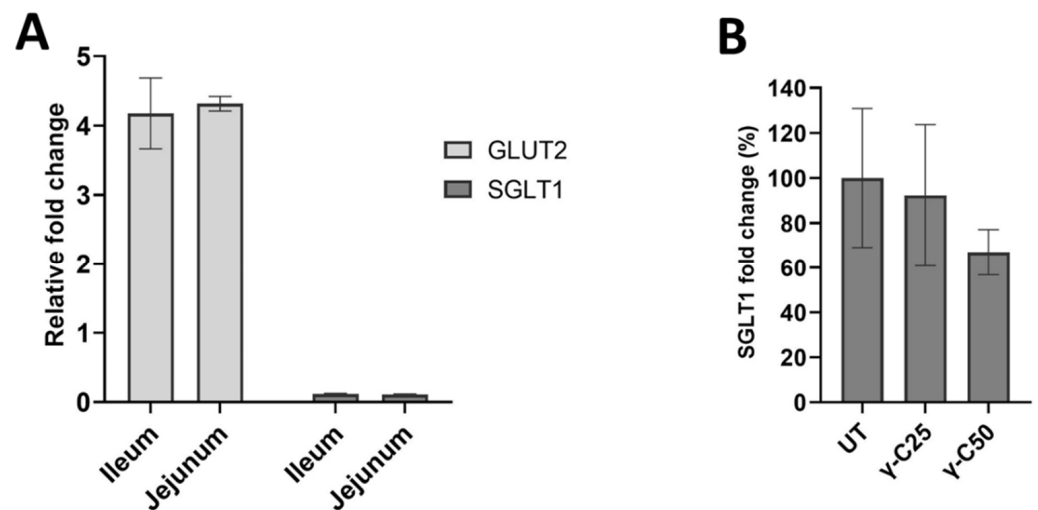 A
Relative fold change
5
4
3
2
1
0
Ileum
Jejunum
Ileum
Jejunum
GLUT2
SGLT1
B
SGLT1 fold change (%)
140
120
100
80
60
40
20
0
UT
γ-C25
γ-C50